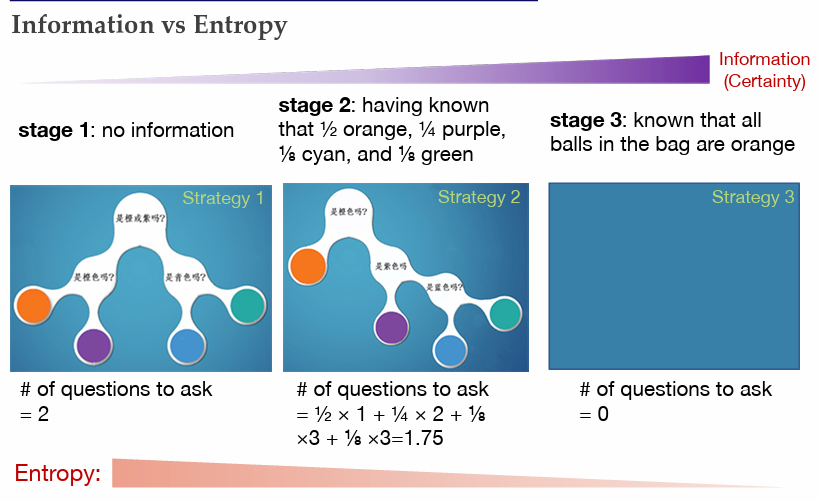 Information vs Entropy
Information
(Certainty)
stage 1: no information
stage 2: having known
that ½ orange, ¼ purple,
⅛ cyan, and ⅛ green
stage 3: known that all
balls in the bag are orange
Strategy 1
是橙或紫吗?
是橙色吗?
是青色吗?
Strategy 2
是橙色吗?
是紫色吗
是蓝色吗?
Strategy 3
# of questions to ask
= 2
# of questions to ask
= ½ × 1 + ¼ × 2 + ⅛
×3 + ⅛ ×3=1.75
# of questions to ask
= 0
Entropy: